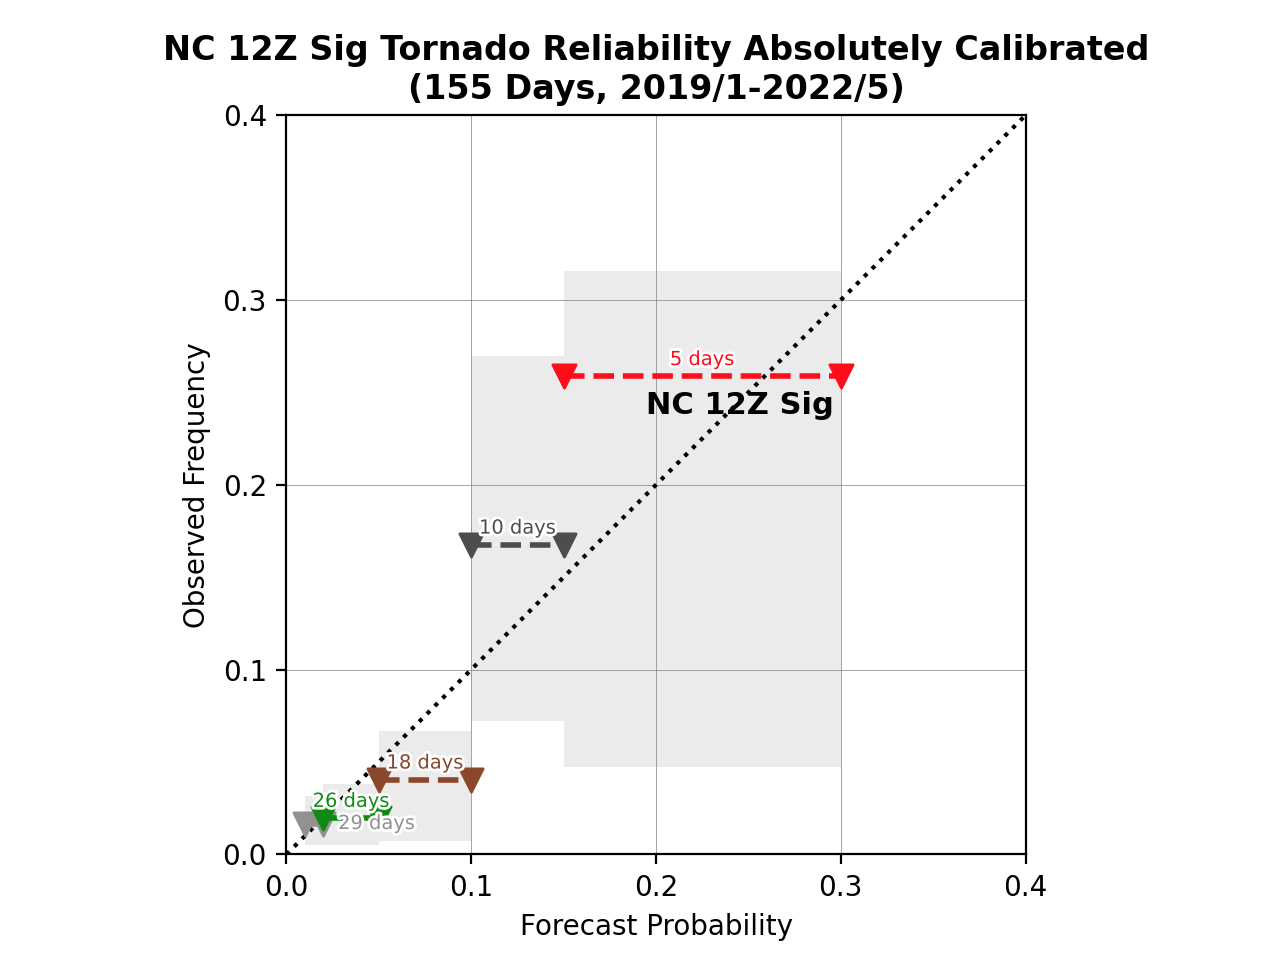 NC 12Z Sig Tornado Reliability Absolutely Calibrated
(155 Days, 2019/1-2022/5)
0.4
0.3
0.2
0.1
0.0
Observed Frequency
5 days
NC 12Z Sig
10 days
18 days
26 days
29 days
0.0
0.1
0.2
0.3
0.4
Forecast Probability